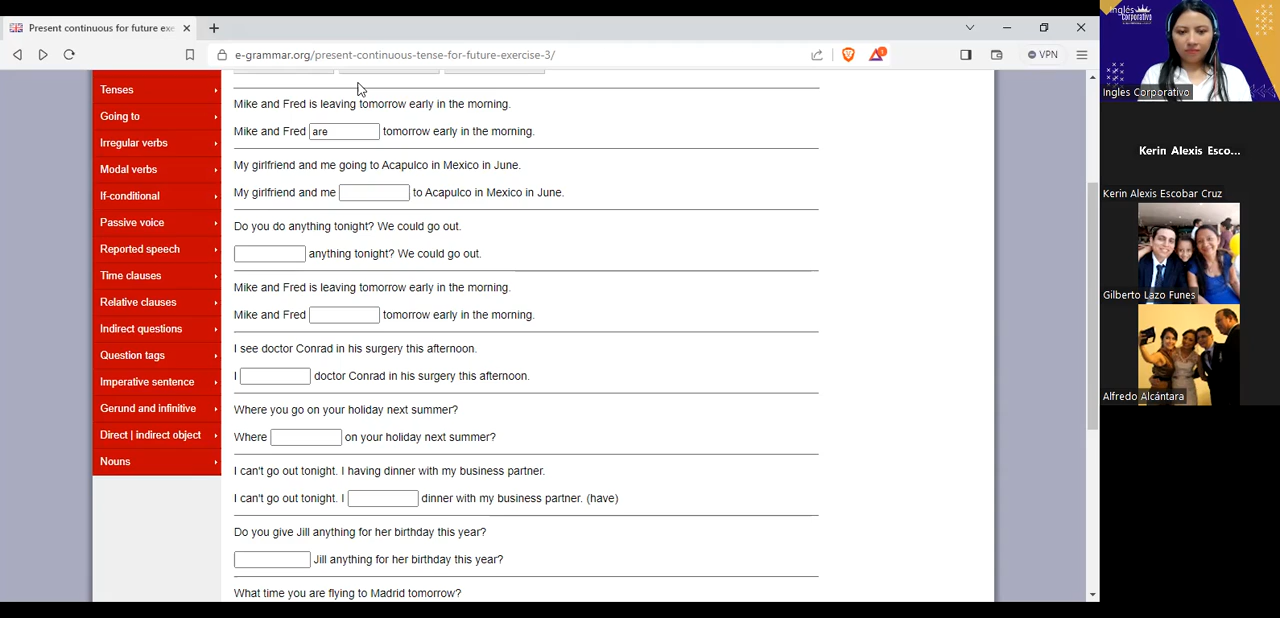 Present continuous for future exe
e-grammar.org/present-continuous-tense-for-future-exercise-3/
1
VPN
Tenses
Going to
Irregular verbs
Modal verbs
If-conditional
Passive voice
Reported speech
Time clauses
Relative clauses
Indirect questions
Question tags
Imperative sentence
Gerund and infinitive
Direct | indirect object
Nouns
Mike and Fred is leaving tomorrow early in the morning.
Mike and Fred are tomorrow early in the morning.
My girlfriend and me going to Acapulco in Mexico in June.
My girlfriend and me to Acapulco in Mexico in June.
Do you do anything tonight? We could go out.
anything tonight? We could go out.
Mike and Fred is leaving tomorrow early in the morning.
Mike and Fred tomorrow early in the morning.
I see doctor Conrad in his surgery this afternoon.
I doctor Conrad in his surgery this afternoon.
Where you go on your holiday next summer?
Where on your holiday next summer?
I can't go out tonight. I having dinner with my business partner.
I can't go out tonight. I dinner with my business partner. (have)
Do you give Jill anything for her birthday this year?
Jill anything for her birthday this year?
What time you are flying to Madrid tomorrow?
Inglés
Corporativo
Ingles Corporativo
Kerin Alexis Esco...
Kerin Alexis Escobar Cruz
Gilberto Lazo Funes
Alfredo Alcántara